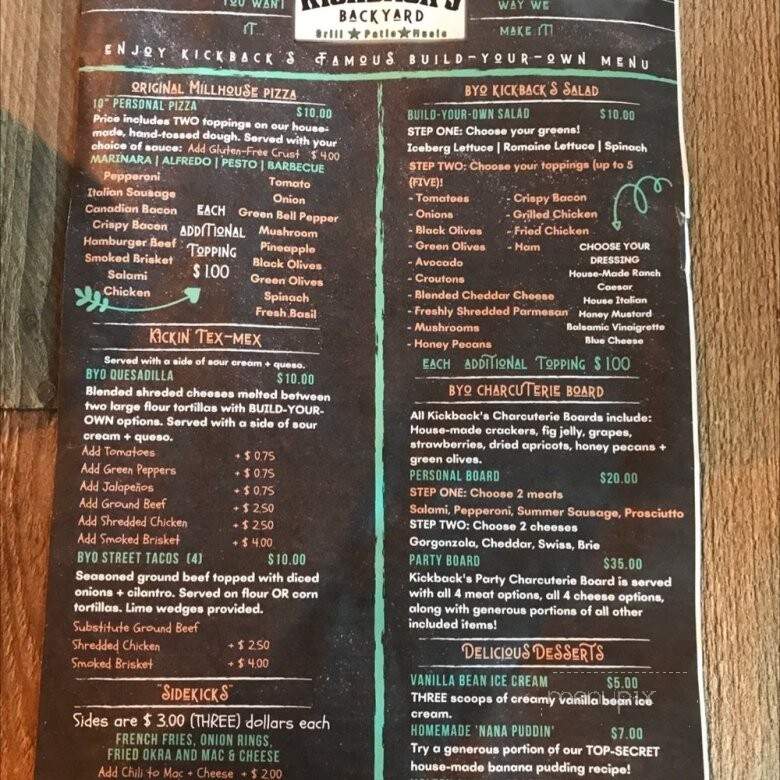 YOU WANT
IT...
KICKBACK'S
BACKYARD
Grill ★ Patio ★ Music
WAY WE
MAKE IT!
ENJOY KICKBACK'S FAMOUS BUILD-YOUR-OWN MENU
ORIGINAL MILLHOUSE PIZZA
10" PERSONAL PIZZA $10.00
Price includes TWO toppings on our house-
made, hand-tossed dough. Served with your
choice of sauce: Add Gluten-Free Crust $4.00
MARINARA | ALFREDO | PESTO | BARBECUE
Pepperoni
Italian Sausage
Canadian Bacon
Crispy Bacon
Hamburger Beef
Smoked Brisket
Salami
Chicken
EACH
ADDITIONAL
TOPPING
$1.00
Tomato
Onion
Green Bell Pepper
Mushroom
Pineapple
Black Olives
Green Olives
Spinach
Fresh Basil
KICKIN' TEX-MEX
Served with a side of sour cream + queso.
BYO QUESADILLA $10.00
Blended shreded cheeses melted between
two large flour tortillas with BUILD-YOUR-
OWN options. Served with a side of sour
cream + queso.
Add Tomatoes + $ 0.75
Add Green Peppers + $ 0.75
Add Jalapeños + $ 0.75
Add Ground Beef + $ 2.50
Add Shredded Chicken + $ 2.50
Add Smoked Brisket + $ 4.00
BYO STREET TACOS (4) $10.00
Seasoned ground beef topped with diced
onions + cilantro. Served on flour OR corn
tortillas. Lime wedges provided.
Substitute Ground Beef
Shredded Chicken + $ 2.50
Smoked Brisket + $ 4.00
"SIDEKICKS"
Sides are $ 3.00 (THREE) dollars each
FRENCH FRIES, ONION RINGS,
FRIED OKRA AND MAC & CHEESE
Add Chili to Mac + Cheese + $ 2.00
BYO KICKBACK'S SALAD
BUILD-YOUR-OWN SALAD $10.00
STEP ONE: Choose your greens!
Iceberg Lettuce | Romaine Lettuce | Spinach
STEP TWO: Choose your toppings (up to 5
(FIVE)!
- Tomatoes
- Onions
- Black Olives
- Green Olives
- Avocado
- Croutons
- Blended Cheddar Cheese
- Freshly Shredded Parmesan
- Mushrooms
- Honey Pecans
- Crispy Bacon
- Grilled Chicken
- Fried Chicken
- Ham
CHOOSE YOUR
DRESSING
House-Made Ranch
Caesar
House Italian
Honey Mustard
Balsamic Vinaigrette
Blue Cheese
EACH ADDITIONAL TOPPING $1.00
BYO CHARCUTERIE BOARD
All Kickback's Charcuterie Boards include:
House-made crackers, fig jelly, grapes,
strawberries, dried apricots, honey pecans +
green olives.
PERSONAL BOARD $20.00
STEP ONE: Choose 2 meats
Salami, Pepperoni, Summer Sausage, Prosciutto
STEP TWO: Choose 2 cheeses
Gorgonzola, Cheddar, Swiss, Brie
PARTY BOARD $35.00
Kickback's Party Charcuterie Board is served
with all 4 meat options, all 4 cheese options,
along with generous portions of all other
included items!
DELICIOUS DESSERTS
VANILLA BEAN ICE CREAM $5.00
THREE scoops of creamy vanilla bean ice
cream.
menupix
HOMEMADE 'NANA PUDDIN' $7.00
Try a generous portion of our TOP-SECRET
house-made banana pudding recipe!